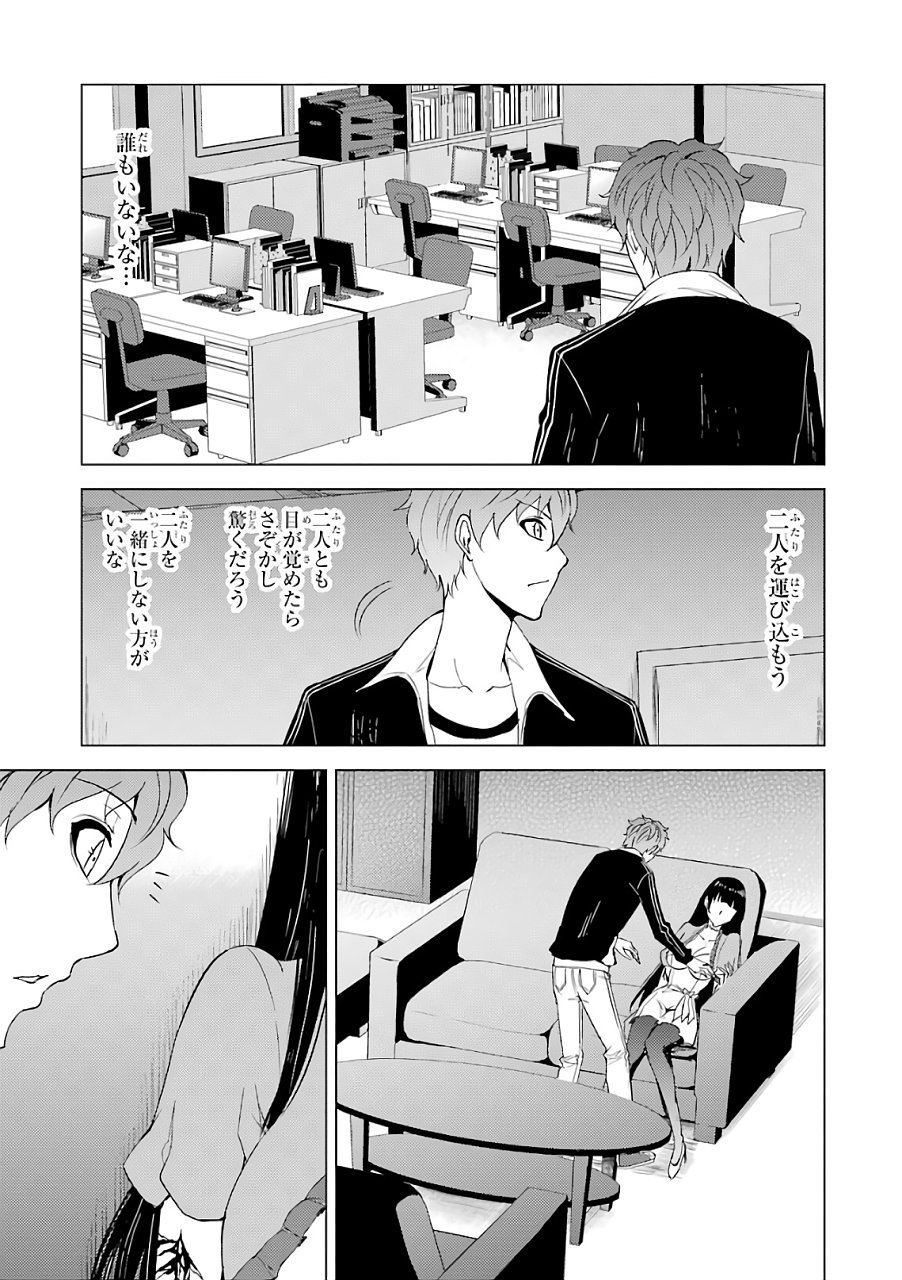 誰もいないな…
二人を運び込もう
二人とも
目が覚めたら
さぞかし
驚くだろう
二人を
一緒にしない方が
いいな